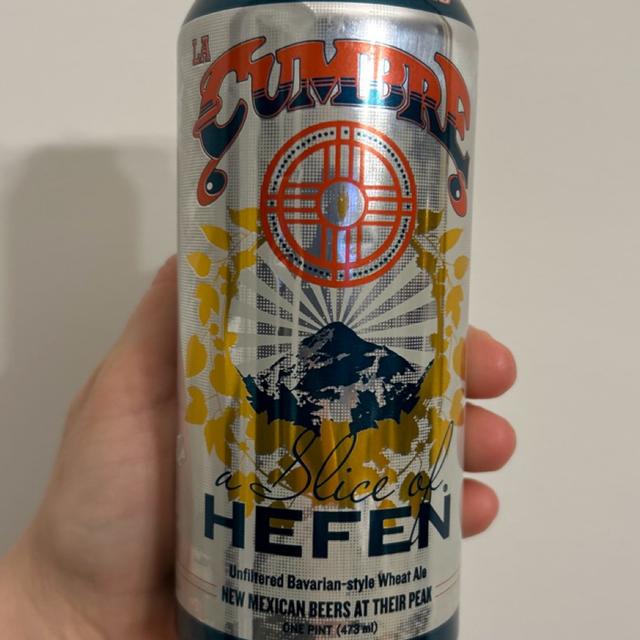 LA
CUMBRE
a Slice of
HEFEN
Unfiltered Bavarian-style Wheat Ale
NEW MEXICAN BEERS AT THEIR PEAK
ONE PINT (473 ml)